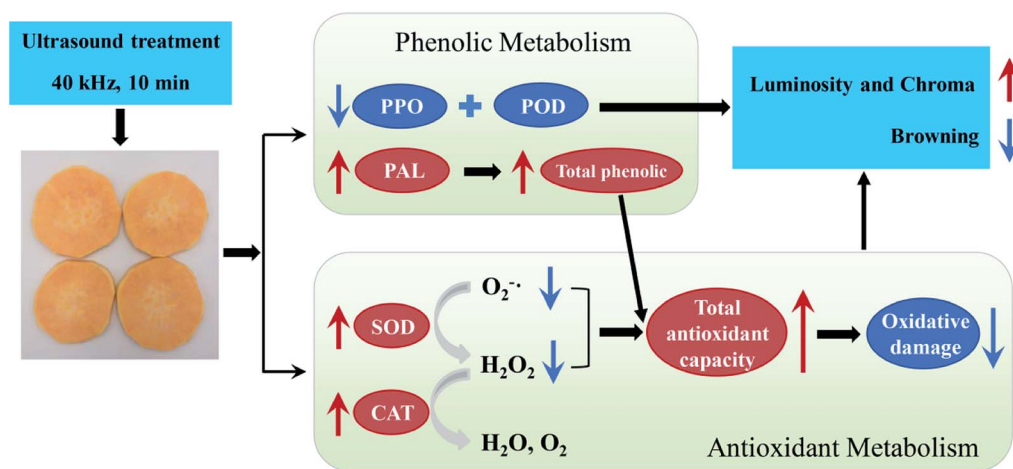 Ultrasound treatment
40 kHz, 10 min
Phenolic Metabolism
PPO + POD
PAL
Total phenolic
Luminosity and Chroma
Browning
O₂⁻·
SOD
H₂O₂
CAT
H₂O, O₂
Total
antioxidant
capacity
Oxidative
damage
Antioxidant Metabolism